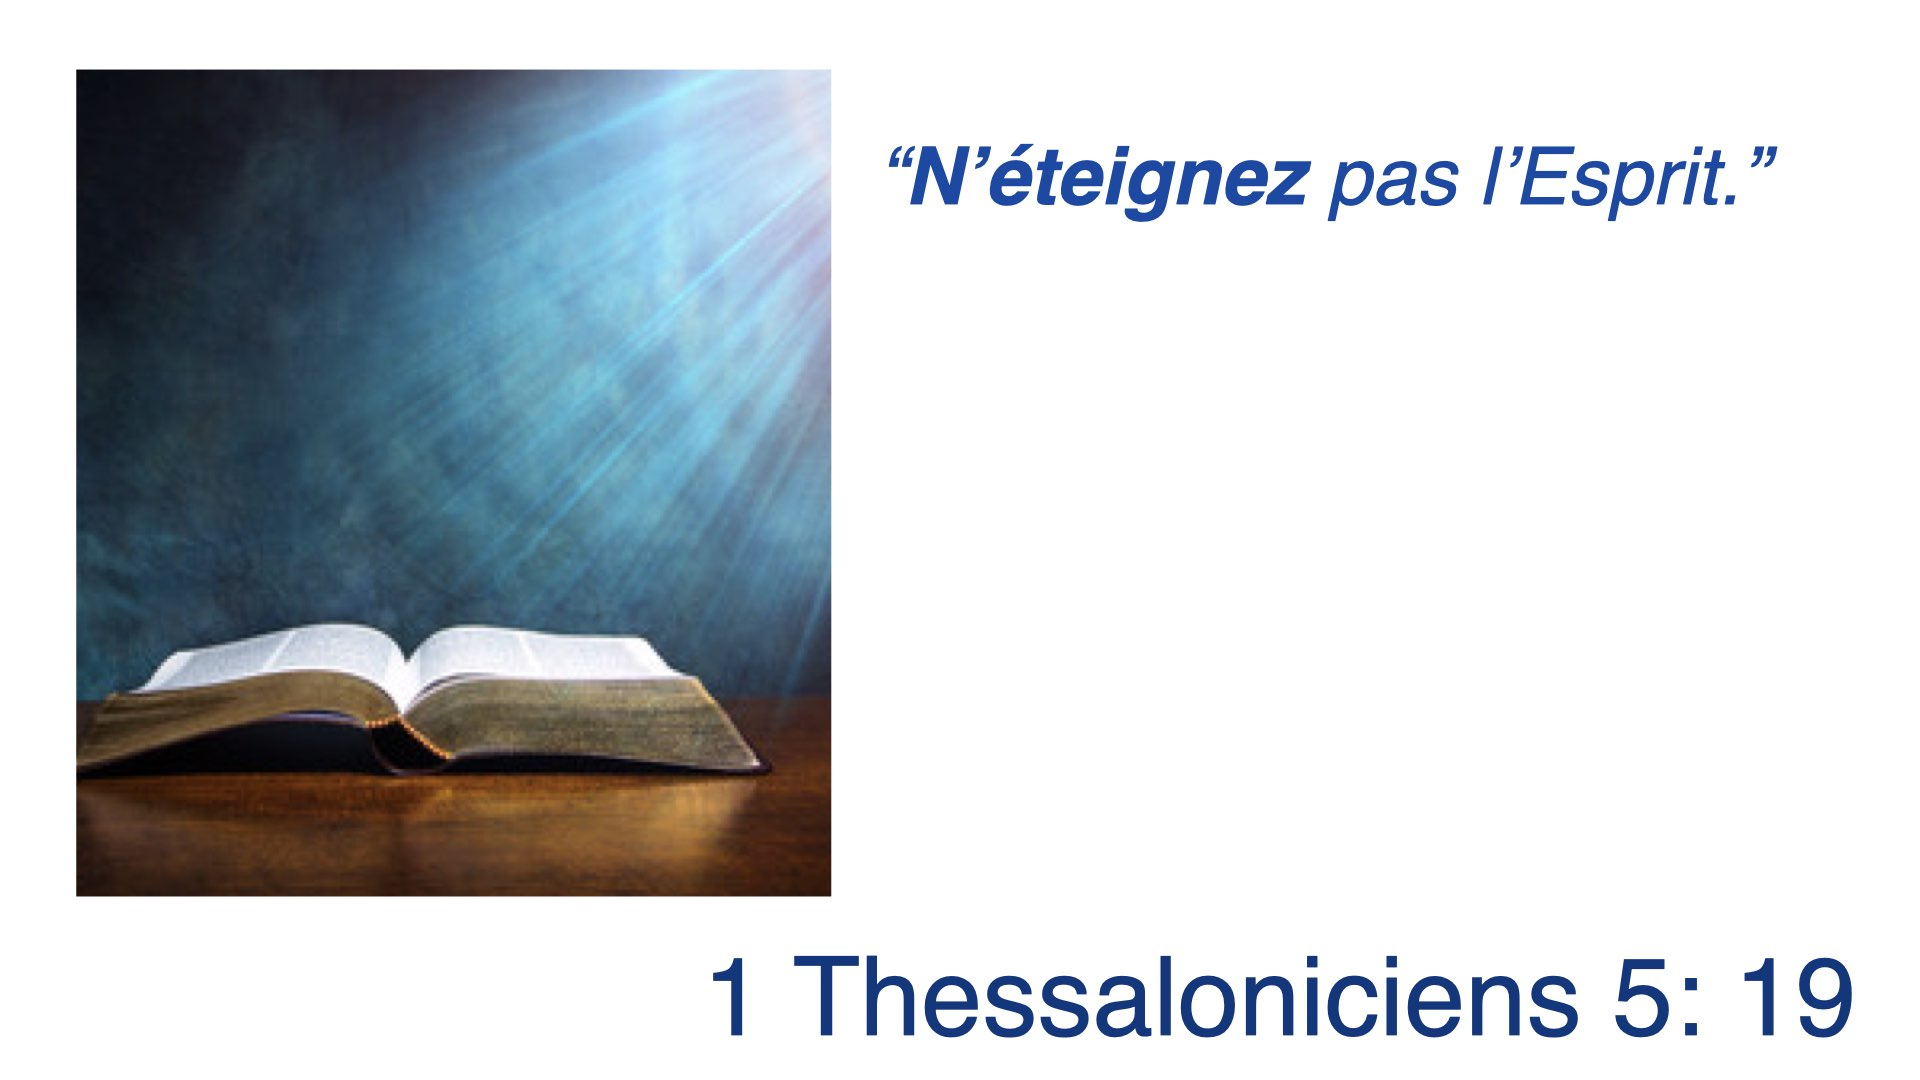 “N’éteignez pas l’Esprit.”
1 Thessaloniciens 5: 19